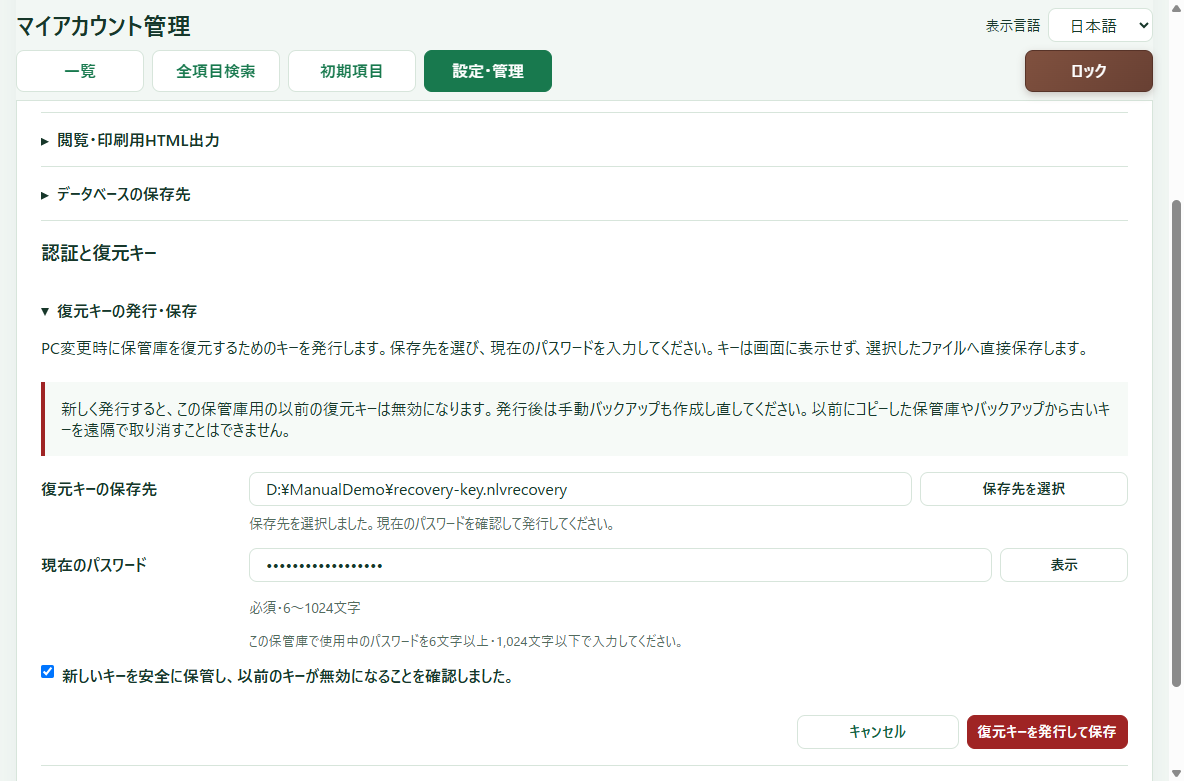 マイアカウント管理
表示言語 日本語
一覧 全項目検索 初期項目 設定・管理 ロック
▶ 閲覧・印刷用HTML出力
▶ データベースの保存先
認証と復元キー
▼ 復元キーの発行・保存
PC変更時に保管庫を復元するためのキーを発行します。保存先を選び、現在のパスワードを入力してください。キーは画面に表示せず、選択したファイルへ直接保存します。
新しく発行すると、この保管庫用の以前の復元キーは無効になります。発行後は手動バックアップも作成し直してください。以前にコピーした保管庫やバックアップから古いキ
ーを遠隔で取り消すことはできません。
復元キーの保存先 D:¥ManualDemo¥recovery-key.nlvrecovery 保存先を選択
保存先を選択しました。現在のパスワードを確認して発行してください。
現在のパスワード •••••••••••••••••• 表示
必須・6～1024文字
この保管庫で使用中のパスワードを6文字以上・1,024文字以下で入力してください。
新しいキーを安全に保管し、以前のキーが無効になることを確認しました。
キャンセル 復元キーを発行して保存